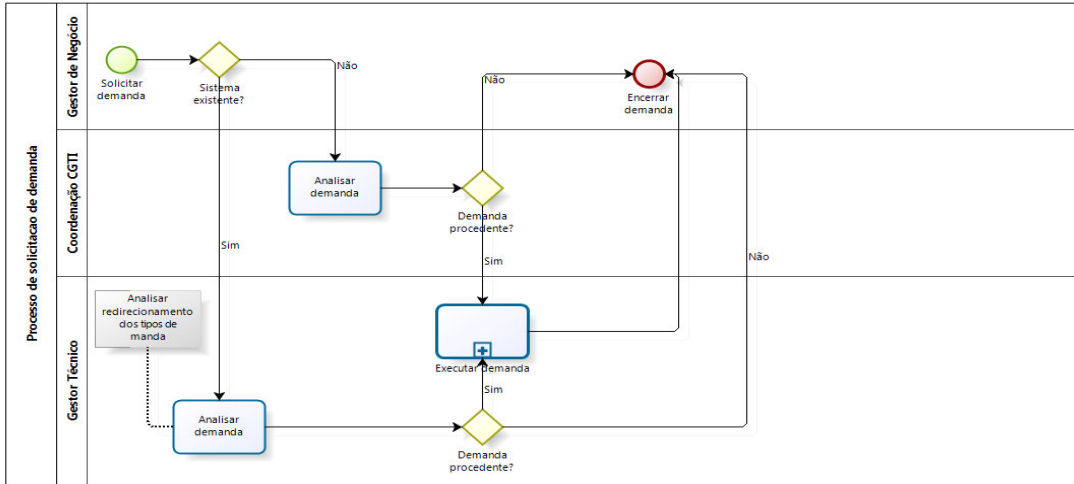 Processo de solicitacao de demanda
Gestor de Negócio
Solicitar
demanda
Sistema
existente?
Não
Não
Encerrar
demanda
Coordenação CGTI
Analisar
demanda
Demanda
procedente?
Sim
Sim
Não
Gestor Técnico
Analisar
redirecionamento
dos tipos de
manda
Executar demanda
Sim
Analisar
demanda
Demanda
procedente?